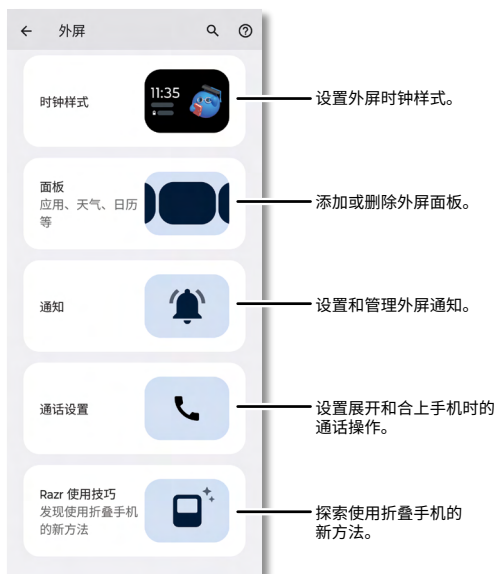 外屏
时钟样式
11:35
设置外屏时钟样式。
面板
应用、天气、日历
等
添加或删除外屏面板。
通知
设置和管理外屏通知。
通话设置
设置展开和合上手机时的
通话操作。
Razr 使用技巧
发现使用折叠手机
的新方法
探索使用折叠手机的
新方法。